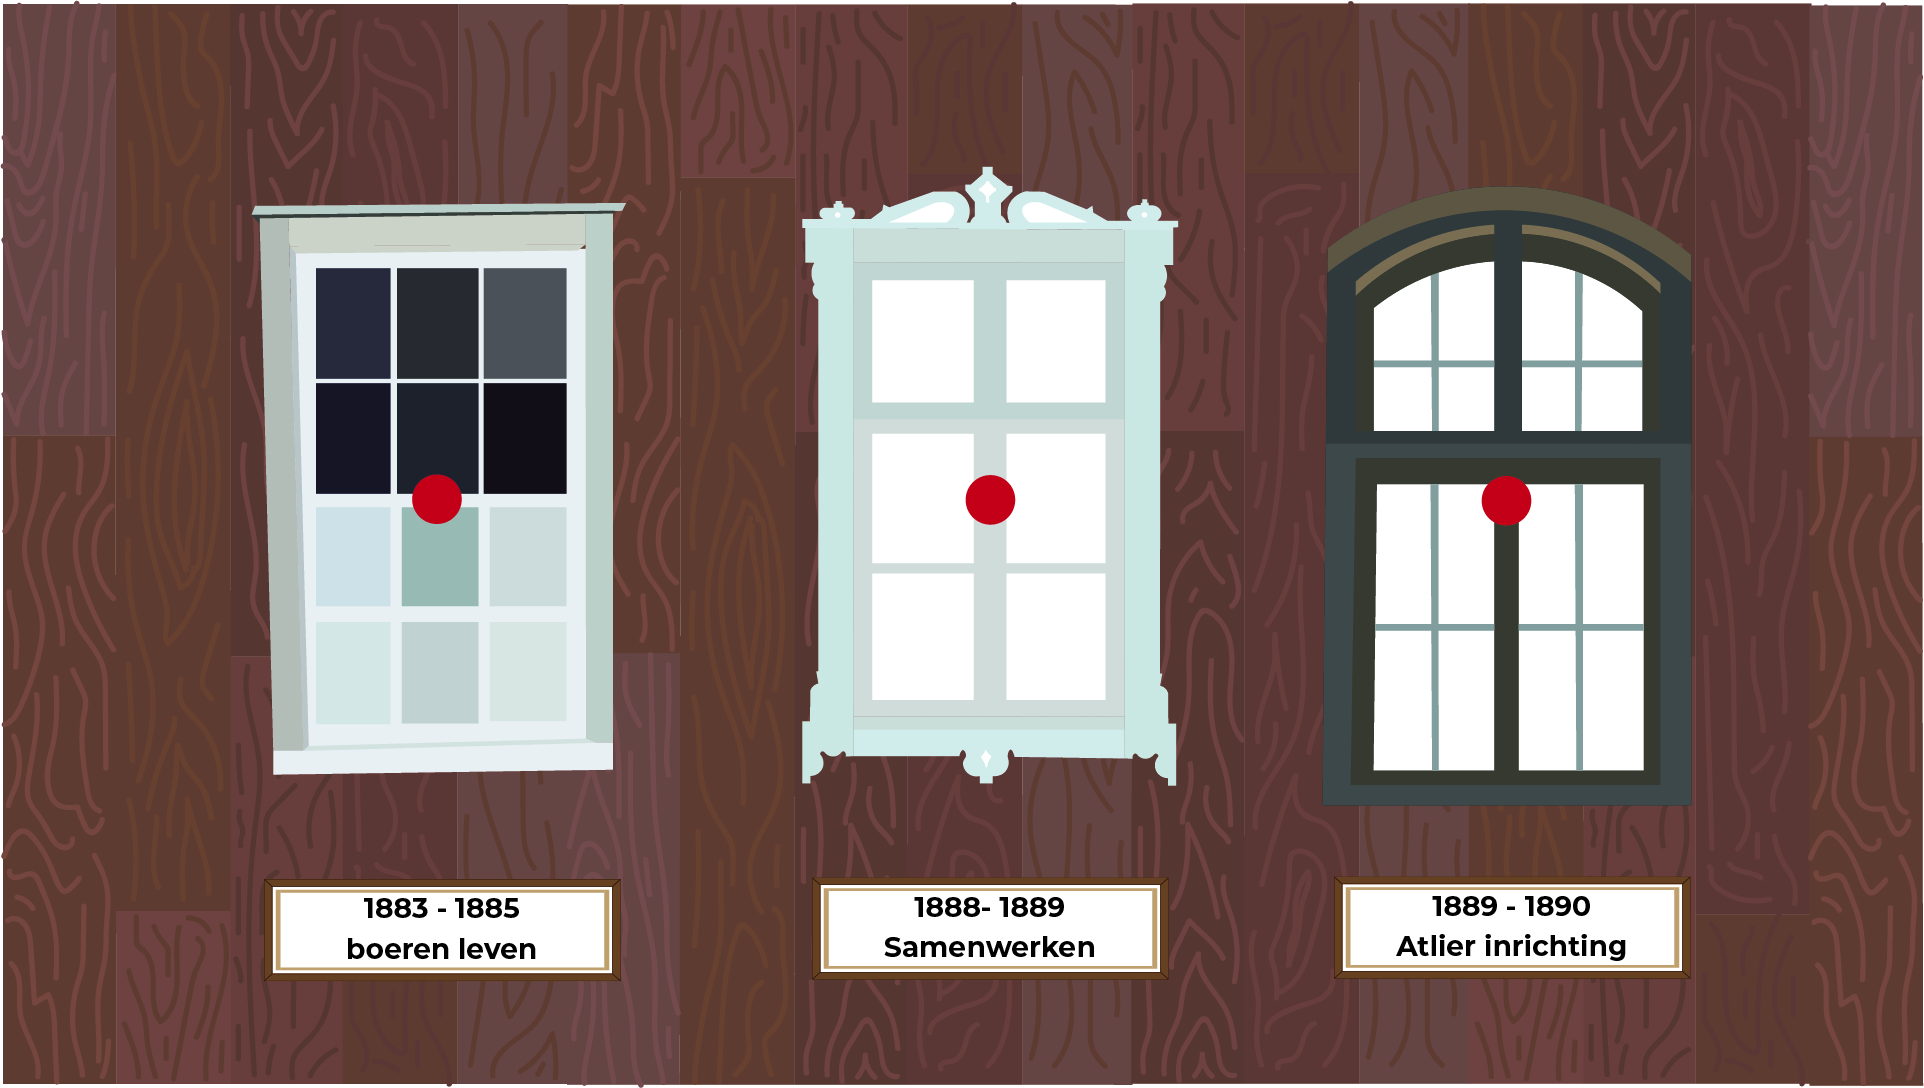 1883 - 1885
boeren leven
1888- 1889
Samenwerken
1889 - 1890
Atlier inrichting